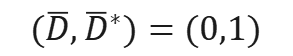 (D̅, D̅*) = (0,1)